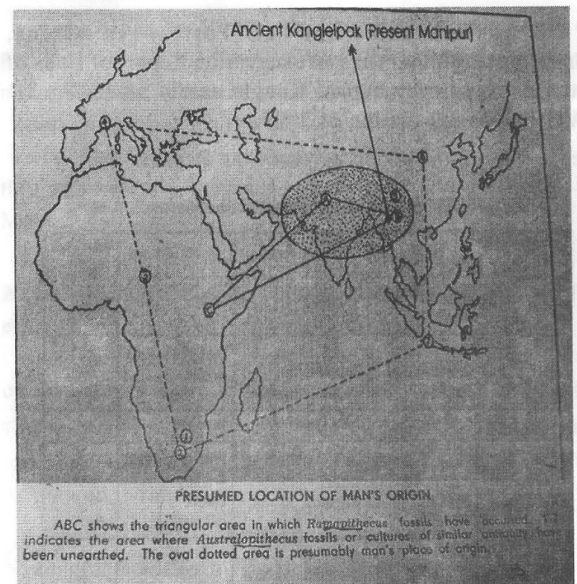 Ancient Kangleipak (Present Manipur)
PRESUMED LOCATION OF MAN'S ORIGIN
ABC shows the triangular area in which Ramapithecus fossils have
indicates the area where Australopithecus fossils or cultures of similar
been unearthed. The oval dotted area is presumably man's place of origin.